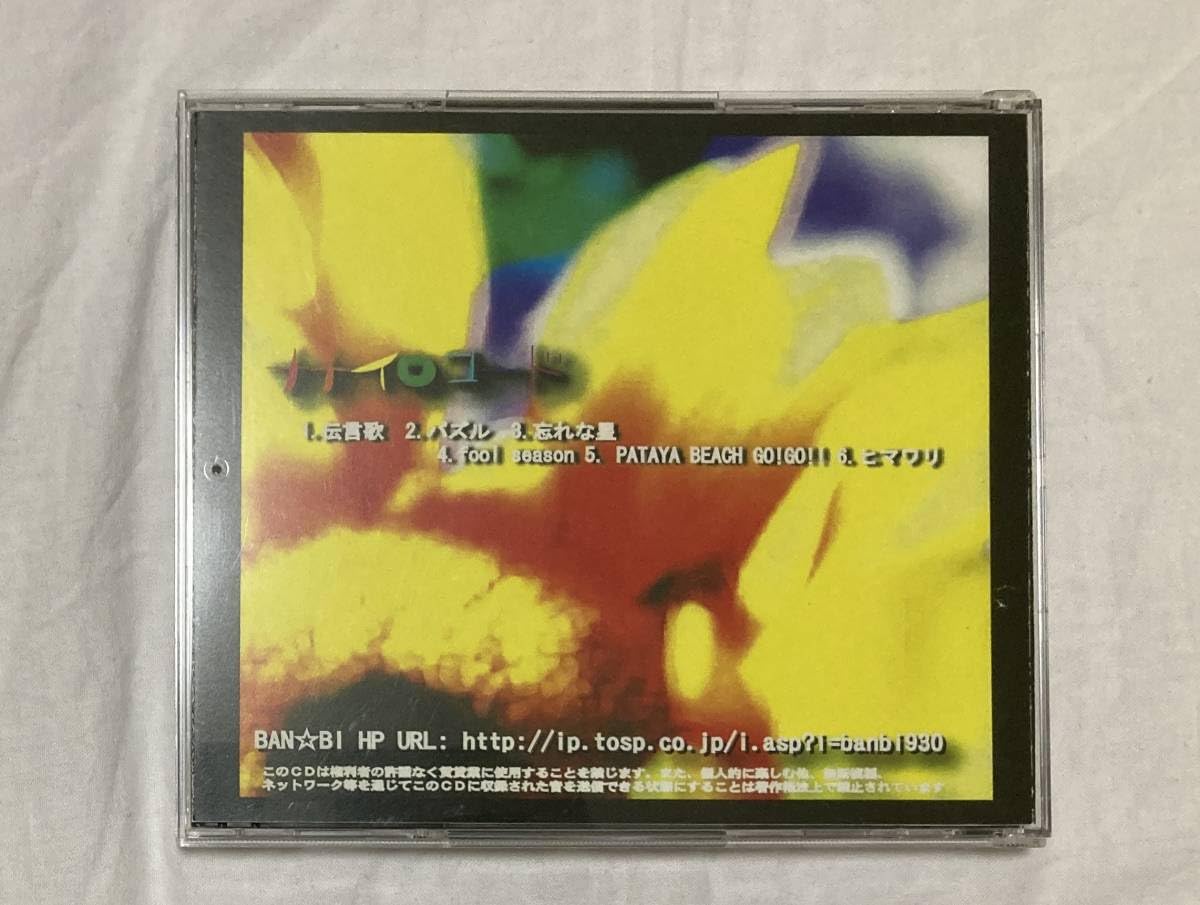 ハナイロコード
1.伝言歌 2.パズル 3.忘れな星
4.fool season 5. PATAYA BEACH GO!GO!! 6.ヒマワリ
BAN☆BI HP URL: http://ip.tosp.co.jp/i.asp?i=banbi930
このCDは権利者の許諾なく賃貸業に使用することを禁じます。また、個人的に楽しむ他、無断複製、
ネットワーク等を通じてこのCDに収録された音を送信できる状態にすることは著作権法上で禁止されています